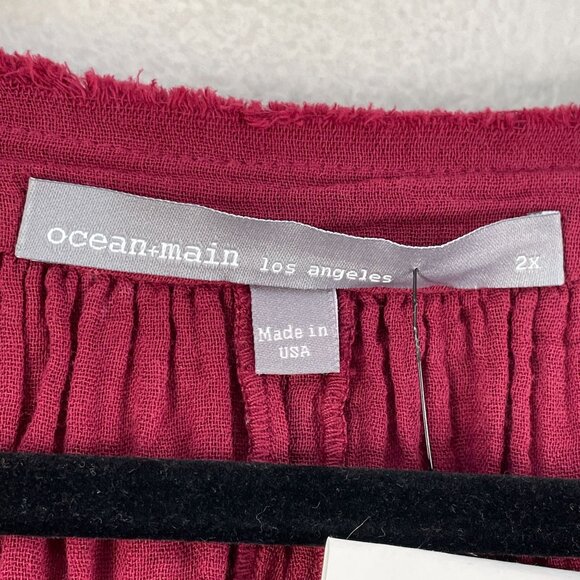 ocean+main los angeles 2X
Made in
USA